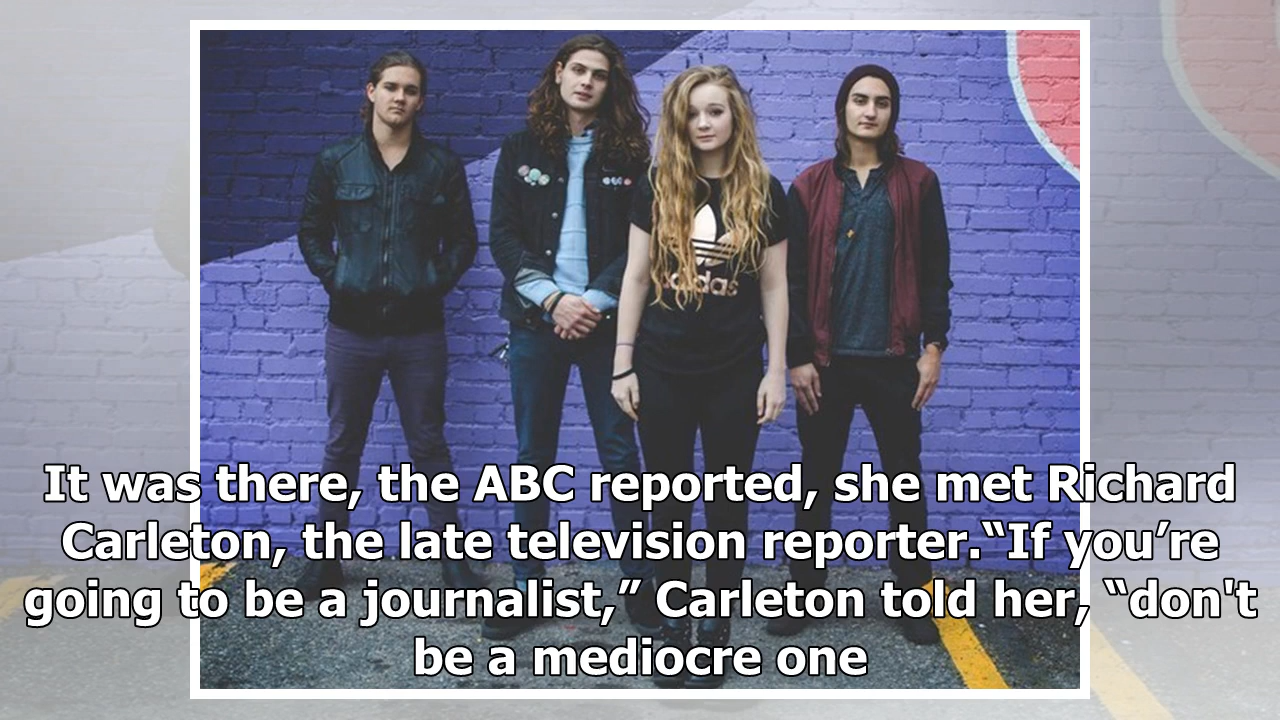 adidas
It was there, the ABC reported, she met Richard
Carleton, the late television reporter.“If you’re
going to be a journalist,” Carleton told her, “don't
be a mediocre one